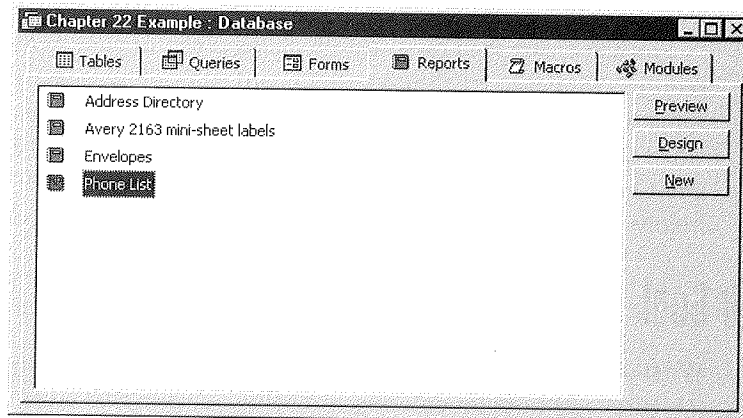 Chapter 22 Example : Database
Tables Queries Forms Reports Macros Modules
Address Directory
Avery 2163 mini-sheet labels
Envelopes
Phone List
Preview
Design
New